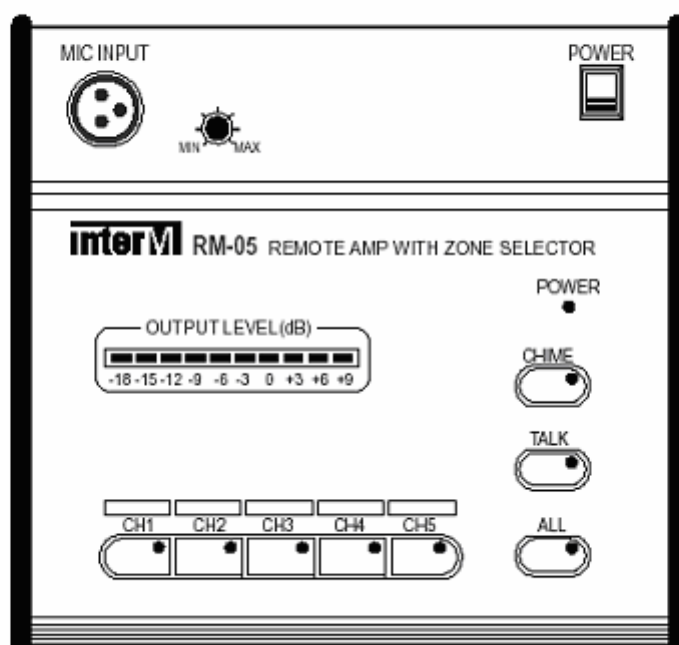 MIC INPUT
POWER
MIN MAX
interM RM-05 REMOTE AMP WITH ZONE SELECTOR
POWER
OUTPUT LEVEL(dB)
-18 -15 -12 -9 -6 -3 0 +3 +6 +9
CHIME
TALK
CH1 CH2 CH3 CH4 CH5
ALL